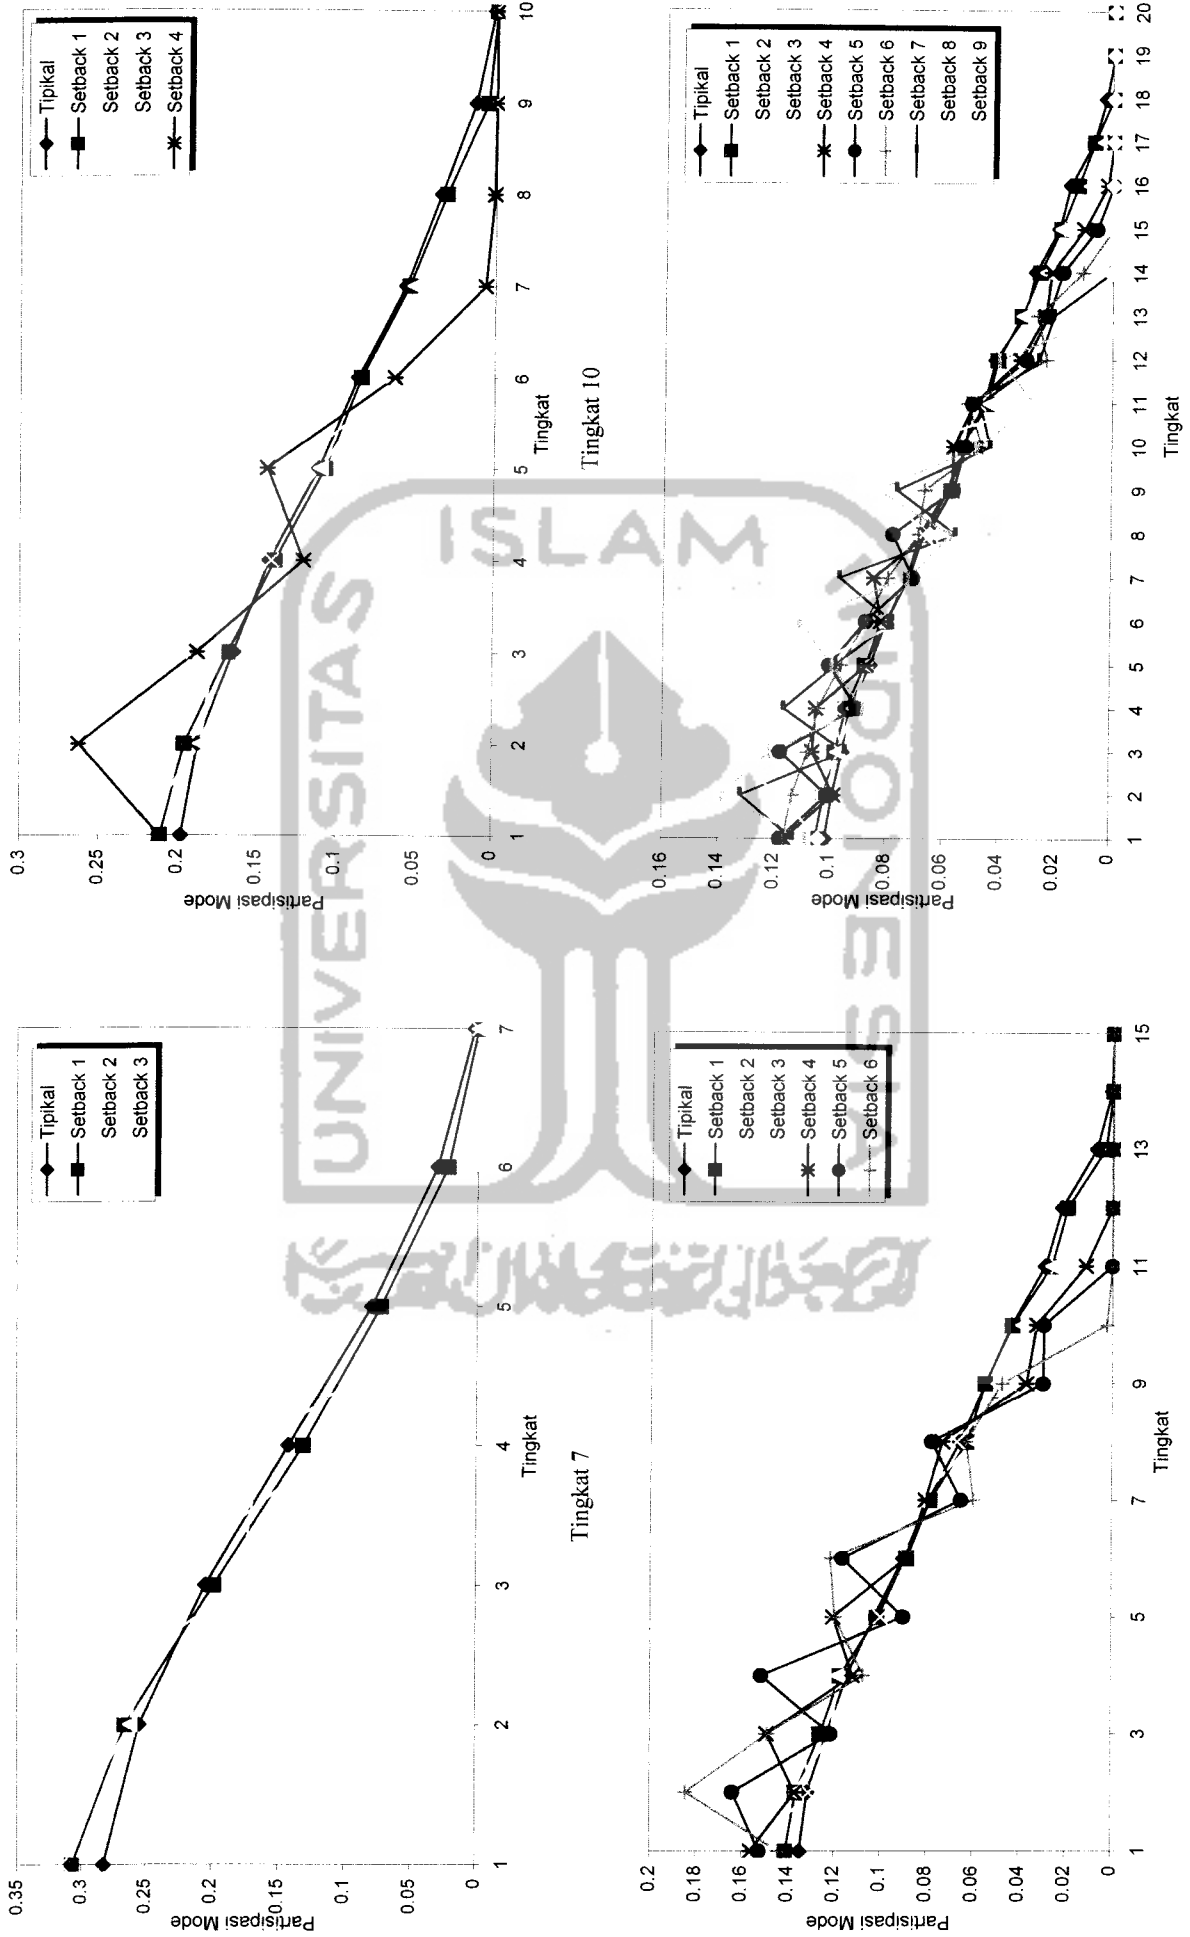 0.35
0.3
0.25
0.2
0.15
0.1
0.05
0
Partisipasi Mode
1
2
3
4
5
6
7
Tingkat
Tipikal
Setback 1
Setback 2
Setback 3
Tingkat 7
0.3
0.25
0.2
0.15
0.1
0.05
0
Partisipasi Mode
1
2
3
4
5
6
7
8
9
10
Tingkat
Tipikal
Setback 1
Setback 2
Setback 3
Setback 4
Tingkat 10
0.2
0.16
0.16
0.14
0.12
0.1
0.08
0.06
0.04
0.02
0
Partisipasi Mode
1
3
5
7
9
11
13
15
Tingkat
Tipikal
Setback 1
Setback 2
Setback 3
Setback 4
Setback 5
Setback 6
0.16
0.14
0.12
0.1
0.08
0.06
0.04
0.02
0
Partisipasi Mode
1
2
3
4
5
6
7
8
9
10
11
12
13
14
15
16
17
18
19
20
Tingkat
Tipikal
Setback 1
Setback 2
Setback 3
Setback 4
Setback 5
Setback 6
Setback 7
Setback 8
Setback 9
UNIVERSITAS
ISLAM
INDONESIA